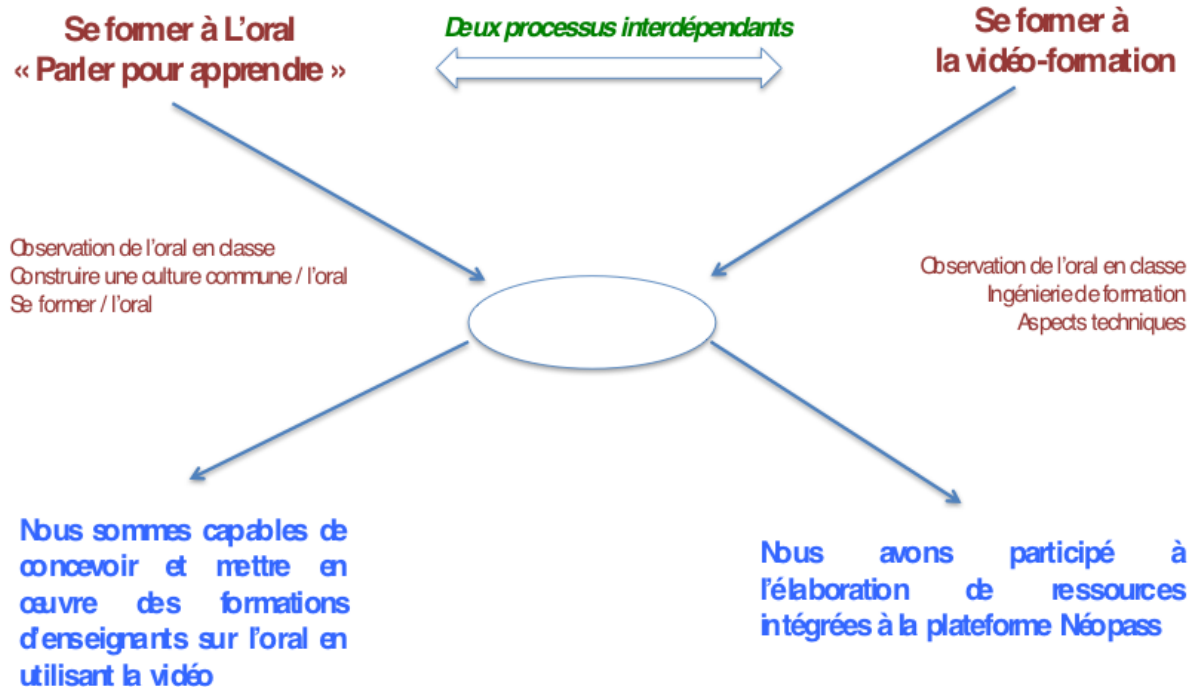 Se former à L'oral
« Parler pour apprendre »
Deux processus interdépendants
Se former à
la vidéo-formation
Observation de l'oral en classe
Construire une culture commune / l'oral
Se former / l'oral
Observation de l'oral en classe
Ingénierie de formation
Aspects techniques
Nous sommes capables de
concevoir et mettre en
œuvre des formations
d'enseignants sur l'oral en
utilisant la vidéo
Nous avons participé à
l'élaboration de ressources
intégrées à la plateforme Néopass